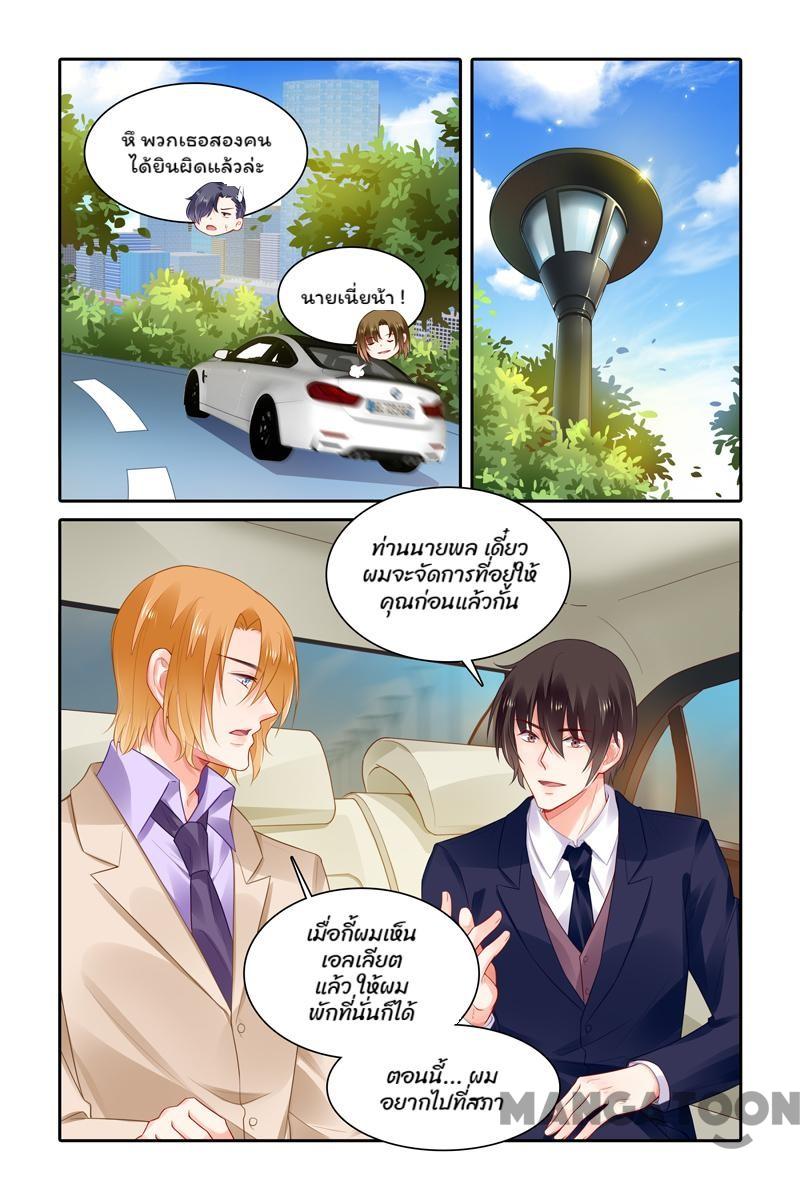 หึ พวกเธอสองคน
ได้ยินผิดแล้วล่ะ
นายเนี่ยน้า !
ท่านนายพล เดี๋ยว
ผมจะจัดการที่อยู่ให้
คุณก่อนแล้วกัน
เมื่อกี้ผมเห็น
เอลเลียต
แล้ว ให้ผม
พักที่นั่นก็ได้
ตอนนี้... ผม
อยากไปที่สภา
MANGATOON